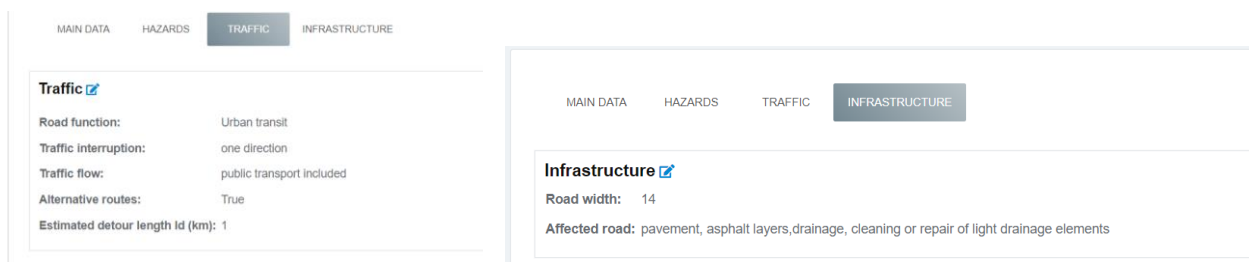 MAIN DATA HAZARDS TRAFFIC INFRASTRUCTURE
Traffic
Road function: Urban transit
Traffic interruption: one direction
Traffic flow: public transport included
Alternative routes: True
Estimated detour length ld (km): 1
MAIN DATA HAZARDS TRAFFIC INFRASTRUCTURE
Infrastructure
Road width: 14
Affected road: pavement, asphalt layers,drainage, cleaning or repair of light drainage elements